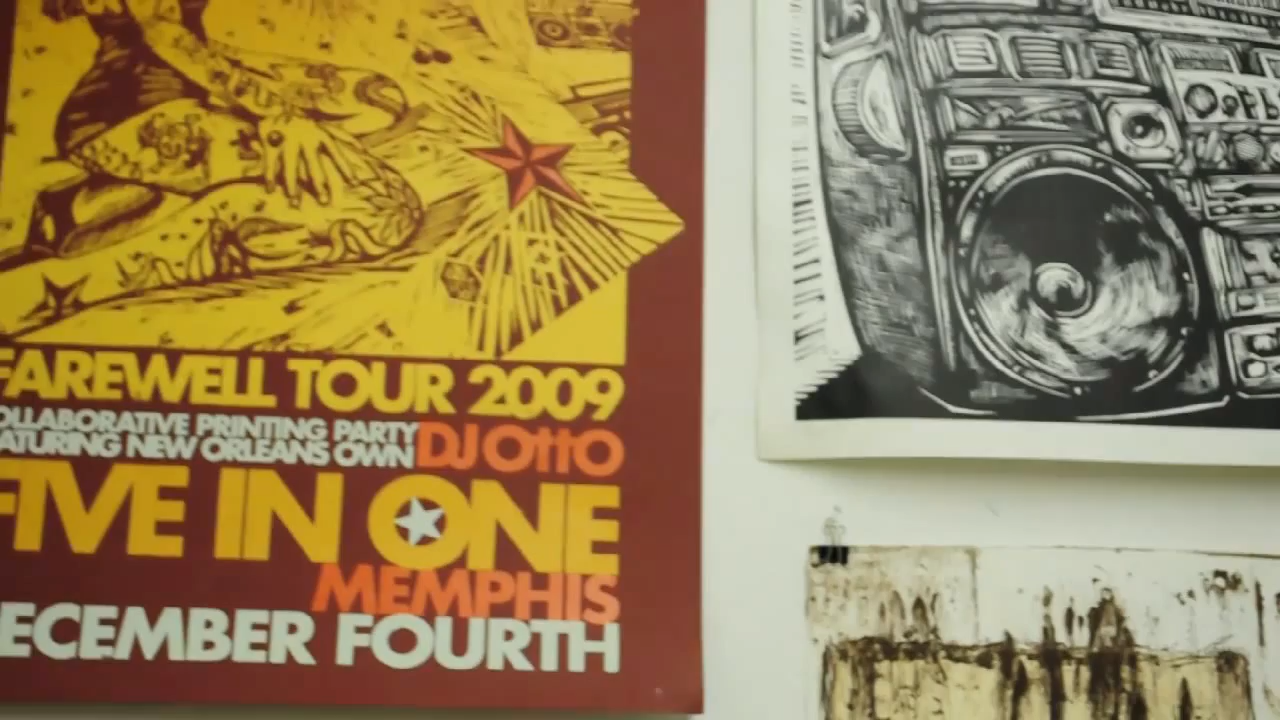 FAREWELL TOUR 2009
OLLABORATIVE PRINTING PARTY
ATURING NEW ORLEANS OWN DJ OttO
FIVE IN ONE
MEMPHIS
ECEMBER FOURTH